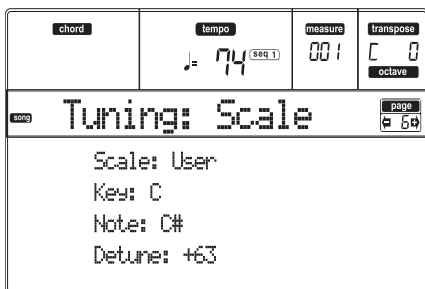 chord tempo measure transpose
♩= 74 seq 1 001 C 0
octave
song Tuning: Scale page
6
Scale: User
Key: C
Note: C#
Detune: +63